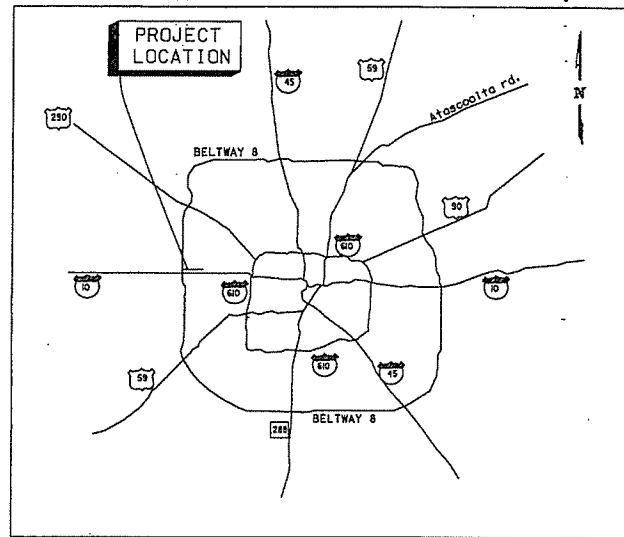 PROJECT
LOCATION
45
59
Atascocita rd.
N
290
BELTWAY 8
90
610
10
610
10
59
610
45
BELTWAY 8
288